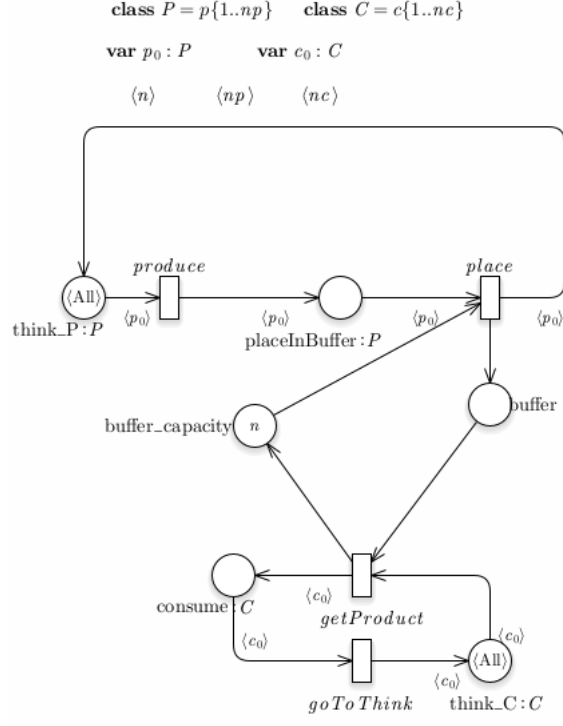 class P = p{1..np} class C = c{1..nc}
var p₀ : P var c₀ : C
⟨n⟩ ⟨np⟩ ⟨nc⟩
produce place
⟨All⟩
⟨p₀⟩ ⟨p₀⟩ ⟨p₀⟩ ⟨p₀⟩
think_P : P placeInBuffer : P
buffer
buffer_capacity n
⟨c₀⟩
consume : C getProduct
⟨c₀⟩ ⟨c₀⟩
⟨All⟩
⟨c₀⟩
goToThink think_C : C